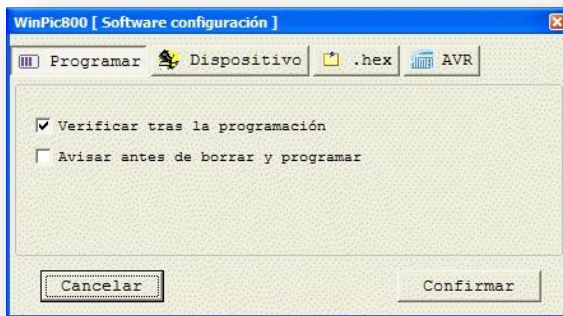 WinPic800 [ Software configuración ]
Programar Dispositivo .hex AVR
Verificar tras la programación
Avisar antes de borrar y programar
Cancelar Confirmar